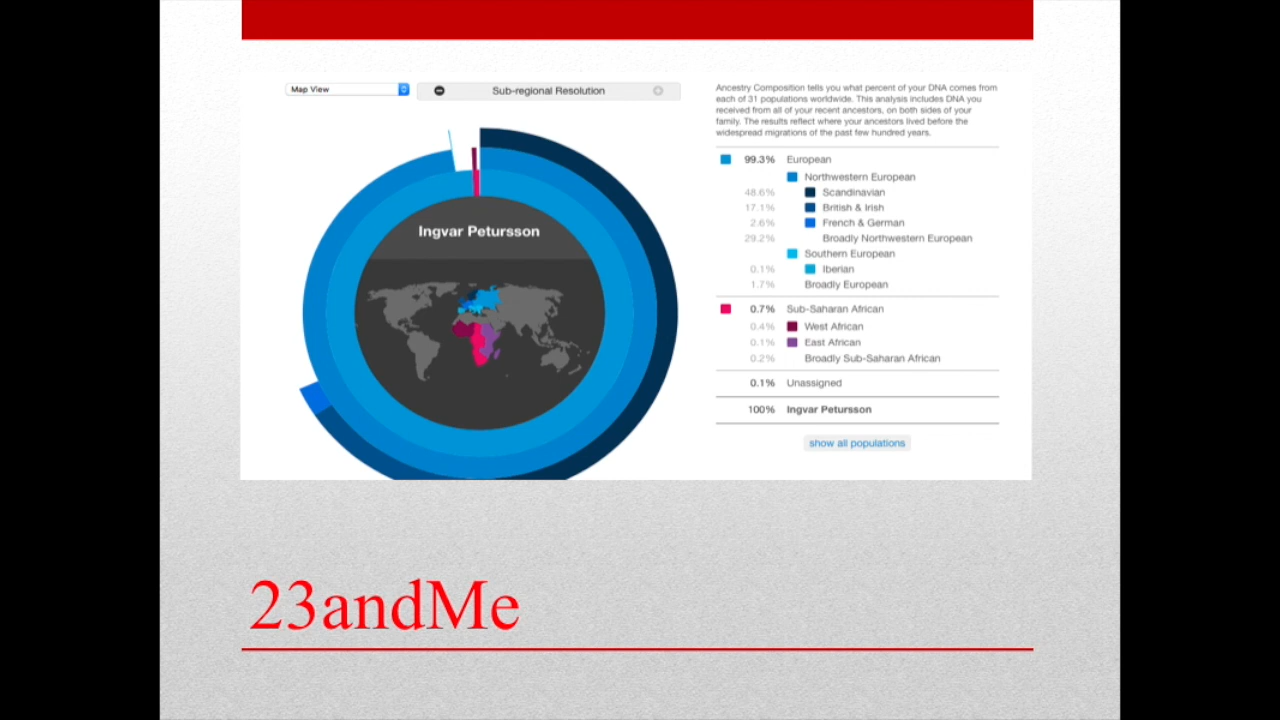 Map View
Sub-regional Resolution
Ingvar Petursson
Ancestry Composition tells you what percent of your DNA comes from
each of 31 populations worldwide. This analysis includes DNA you
received from all of your recent ancestors, on both sides of your
family. The results reflect where your ancestors lived before the
widespread migrations of the past few hundred years.
99.3% European
Northwestern European
48.6% Scandinavian
17.1% British & Irish
2.6% French & German
29.2% Broadly Northwestern European
Southern European
0.1% Iberian
1.7% Broadly European
0.7% Sub-Saharan African
0.4% West African
0.1% East African
0.2% Broadly Sub-Saharan African
0.1% Unassigned
100% Ingvar Petursson
show all populations
23andMe